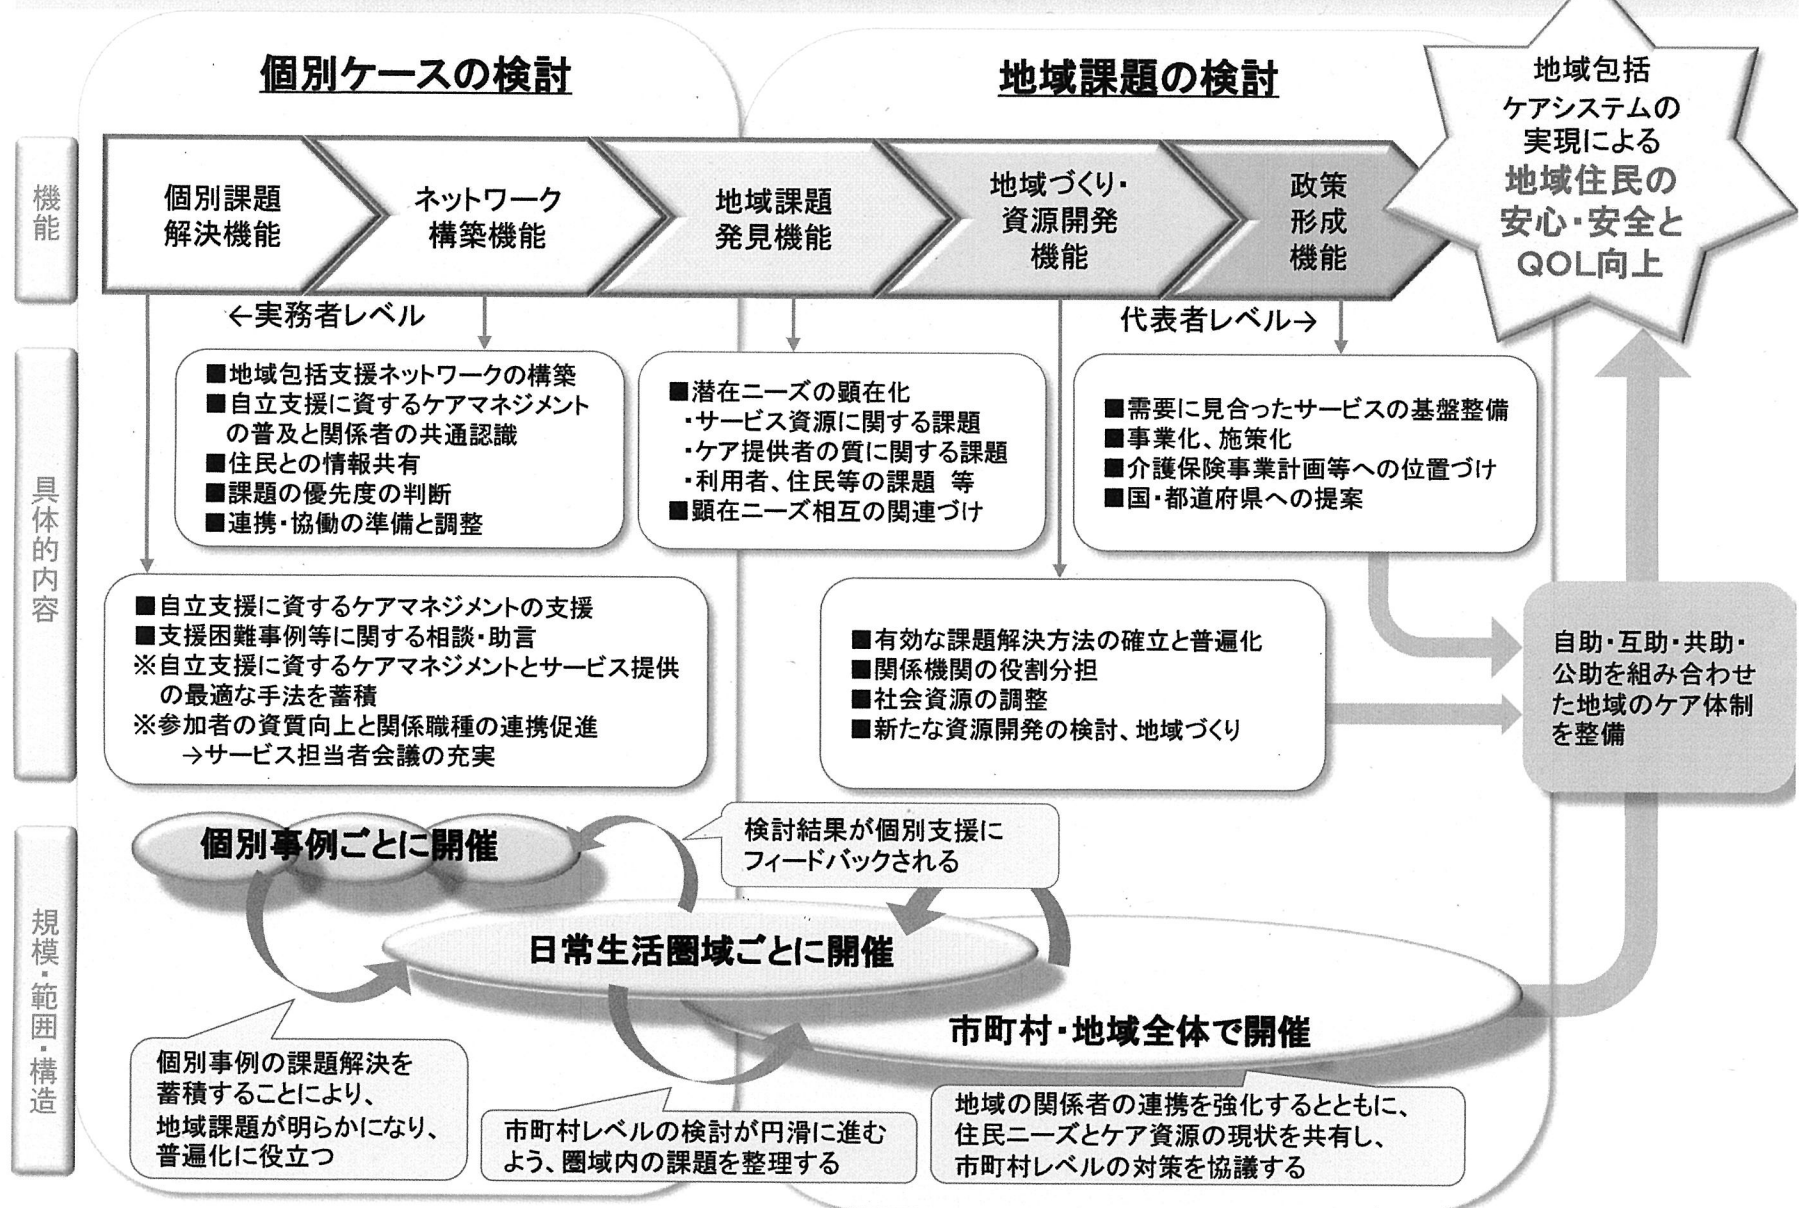 個別ケースの検討
地域課題の検討
地域包括
ケアシステムの
実現による
地域住民の
安心・安全と
QOL向上
機能
個別課題
解決機能
ネットワーク
構築機能
地域課題
発見機能
地域づくり・
資源開発
機能
政策
形成
機能
←実務者レベル
代表者レベル→
具体的内容
■地域包括支援ネットワークの構築
■自立支援に資するケアマネジメント
の普及と関係者の共通認識
■住民との情報共有
■課題の優先度の判断
■連携・協働の準備と調整
■潜在ニーズの顕在化
・サービス資源に関する課題
・ケア提供者の質に関する課題
・利用者、住民等の課題 等
■顕在ニーズ相互の関連づけ
■需要に見合ったサービスの基盤整備
■事業化、施策化
■介護保険事業計画等への位置づけ
■国・都道府県への提案
■自立支援に資するケアマネジメントの支援
■支援困難事例等に関する相談・助言
※自立支援に資するケアマネジメントとサービス提供
の最適な手法を蓄積
※参加者の資質向上と関係職種の連携促進
→サービス担当者会議の充実
■有効な課題解決方法の確立と普遍化
■関係機関の役割分担
■社会資源の調整
■新たな資源開発の検討、地域づくり
自助・互助・共助・
公助を組み合わせ
た地域のケア体制
を整備
規模・範囲・構造
個別事例ごとに開催
検討結果が個別支援に
フィードバックされる
日常生活圏域ごとに開催
市町村・地域全体で開催
個別事例の課題解決を
蓄積することにより、
地域課題が明らかになり、
普遍化に役立つ
市町村レベルの検討が円滑に進む
よう、圏域内の課題を整理する
地域の関係者の連携を強化するとともに、
住民ニーズとケア資源の現状を共有し、
市町村レベルの対策を協議する